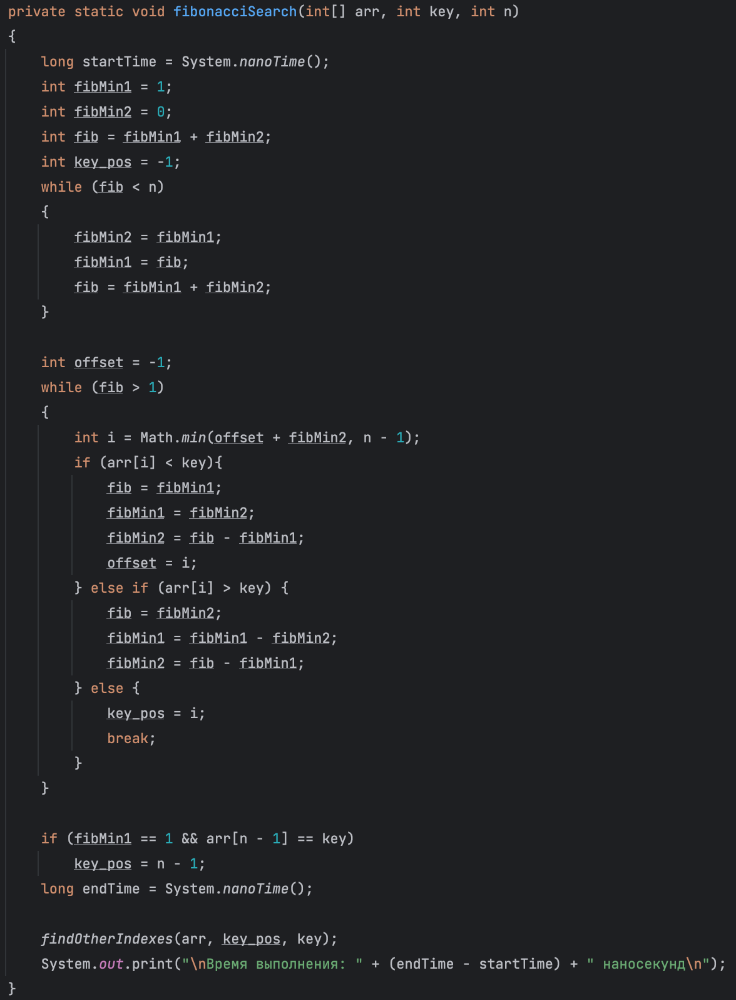 private static void fibonacciSearch(int[] arr, int key, int n)
{
    long startTime = System.nanoTime();
    int fibMin1 = 1;
    int fibMin2 = 0;
    int fib = fibMin1 + fibMin2;
    int key_pos = -1;
    while (fib < n)
    {
        fibMin2 = fibMin1;
        fibMin1 = fib;
        fib = fibMin1 + fibMin2;
    }

    int offset = -1;
    while (fib > 1)
    {
        int i = Math.min(offset + fibMin2, n - 1);
        if (arr[i] < key){
            fib = fibMin1;
            fibMin1 = fibMin2;
            fibMin2 = fib - fibMin1;
            offset = i;
        } else if (arr[i] > key) {
            fib = fibMin2;
            fibMin1 = fibMin1 - fibMin2;
            fibMin2 = fib - fibMin1;
        } else {
            key_pos = i;
            break;
        }
    }

    if (fibMin1 == 1 && arr[n - 1] == key)
        key_pos = n - 1;
    long endTime = System.nanoTime();

    findOtherIndexes(arr, key_pos, key);
    System.out.print("\nВремя выполнения: " + (endTime - startTime) + " наносекунд\n");
}